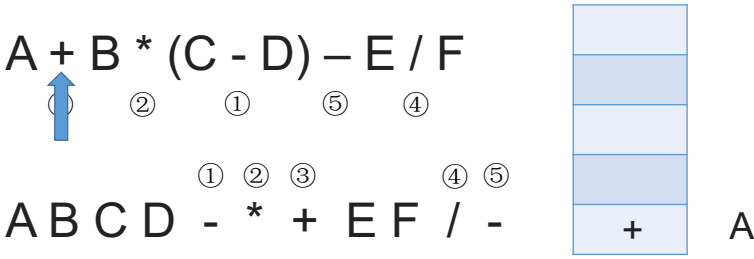 A + B * (C - D) – E / F
② ① ⑤ ④
① ② ③ ④ ⑤
A B C D - * + E F / -
+ A